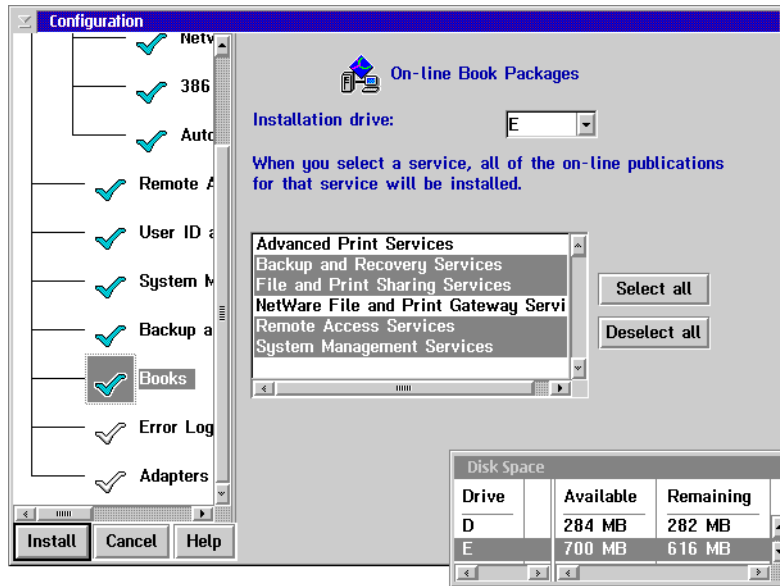 Configuration
Netw
386
Auto
Remote A
User ID a
System M
Backup a
Books
Error Log
Adapters
Install
Cancel
Help
On-line Book Packages
Installation drive:
E
When you select a service, all of the on-line publications
for that service will be installed.
Advanced Print Services
Backup and Recovery Services
File and Print Sharing Services
NetWare File and Print Gateway Servi
Remote Access Services
System Management Services
Select all
Deselect all
Disk Space
Drive Available Remaining
D 284 MB 282 MB
E 700 MB 616 MB